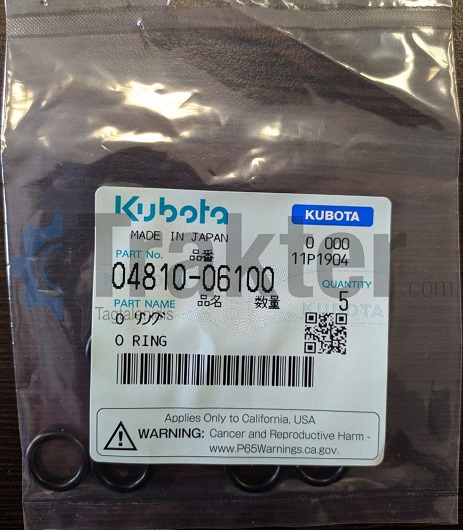 Kubota
KUBOTA
MADE IN JAPAN
0 000
PART No.
品番
11P1904
04810-06100
QUANTITY
PART NAME
品名
数量
5
KUBOTA
O リング
O RING
Trakter
Tagtalennis
Applies Only to California, USA
WARNING: Cancer and Reproductive Harm -
www.P65Warnings.ca.gov.